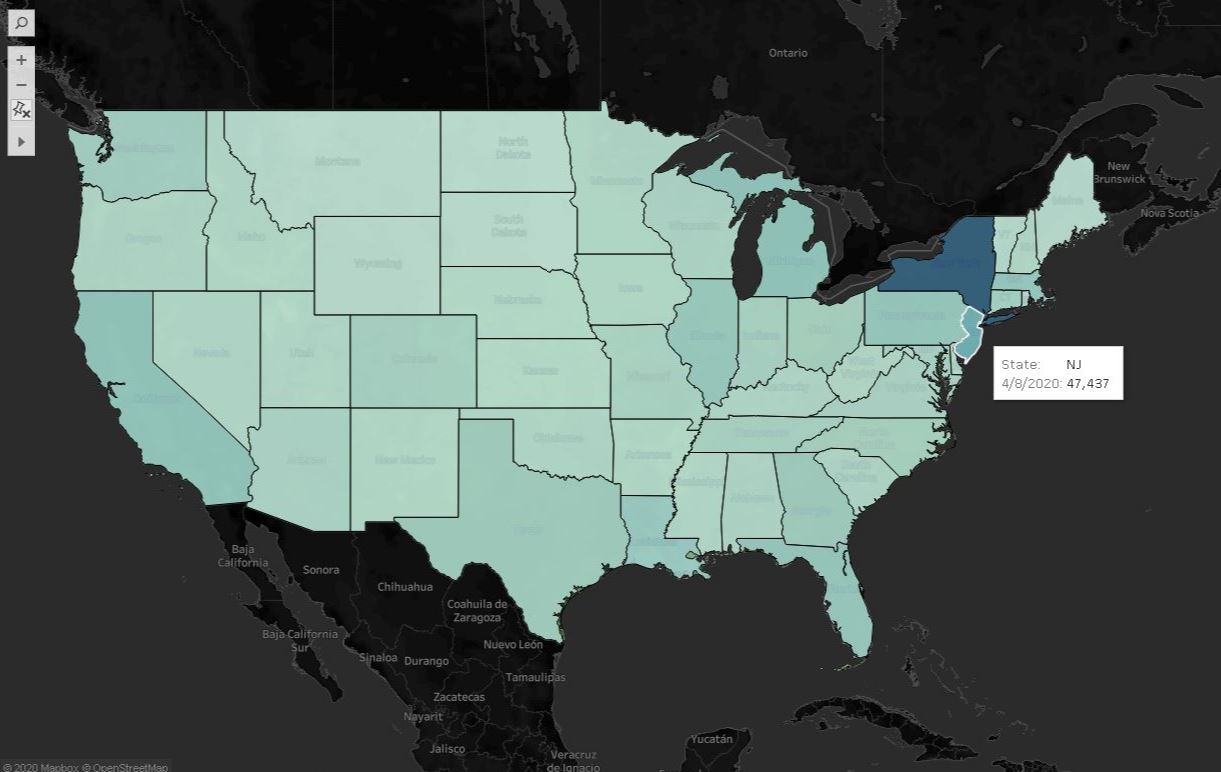 Ontario
New
Brunswick
Nova Scotia
Washington
Montana
North
Dakota
Minnesota
Maine
VT
Oregon
Idaho
South
Dakota
Wisconsin
Michigan
New York
Wyoming
Iowa
Nebraska
CT
Pennsylvania
Nevada
Utah
Colorado
Illinois
Indiana
Ohio
State: NJ
4/8/2020: 47,437
Kansas
Missouri
West
Virginia
Virginia
Kentucky
California
Arizona
New Mexico
Oklahoma
Arkansas
Tennessee
North
Carolina
South
Carolina
Mississippi
Alabama
Georgia
Texas
Baja
California
Sonora
Chihuahua
Coahuila de
Zaragoza
Baja California
Sur
Nuevo León
Sinaloa
Durango
Tamaulipas
Zacatecas
Nayarit
Jalisco
Veracruz
de Ignacio
Yucatán
© 2020 Mapbox © OpenStreetMap